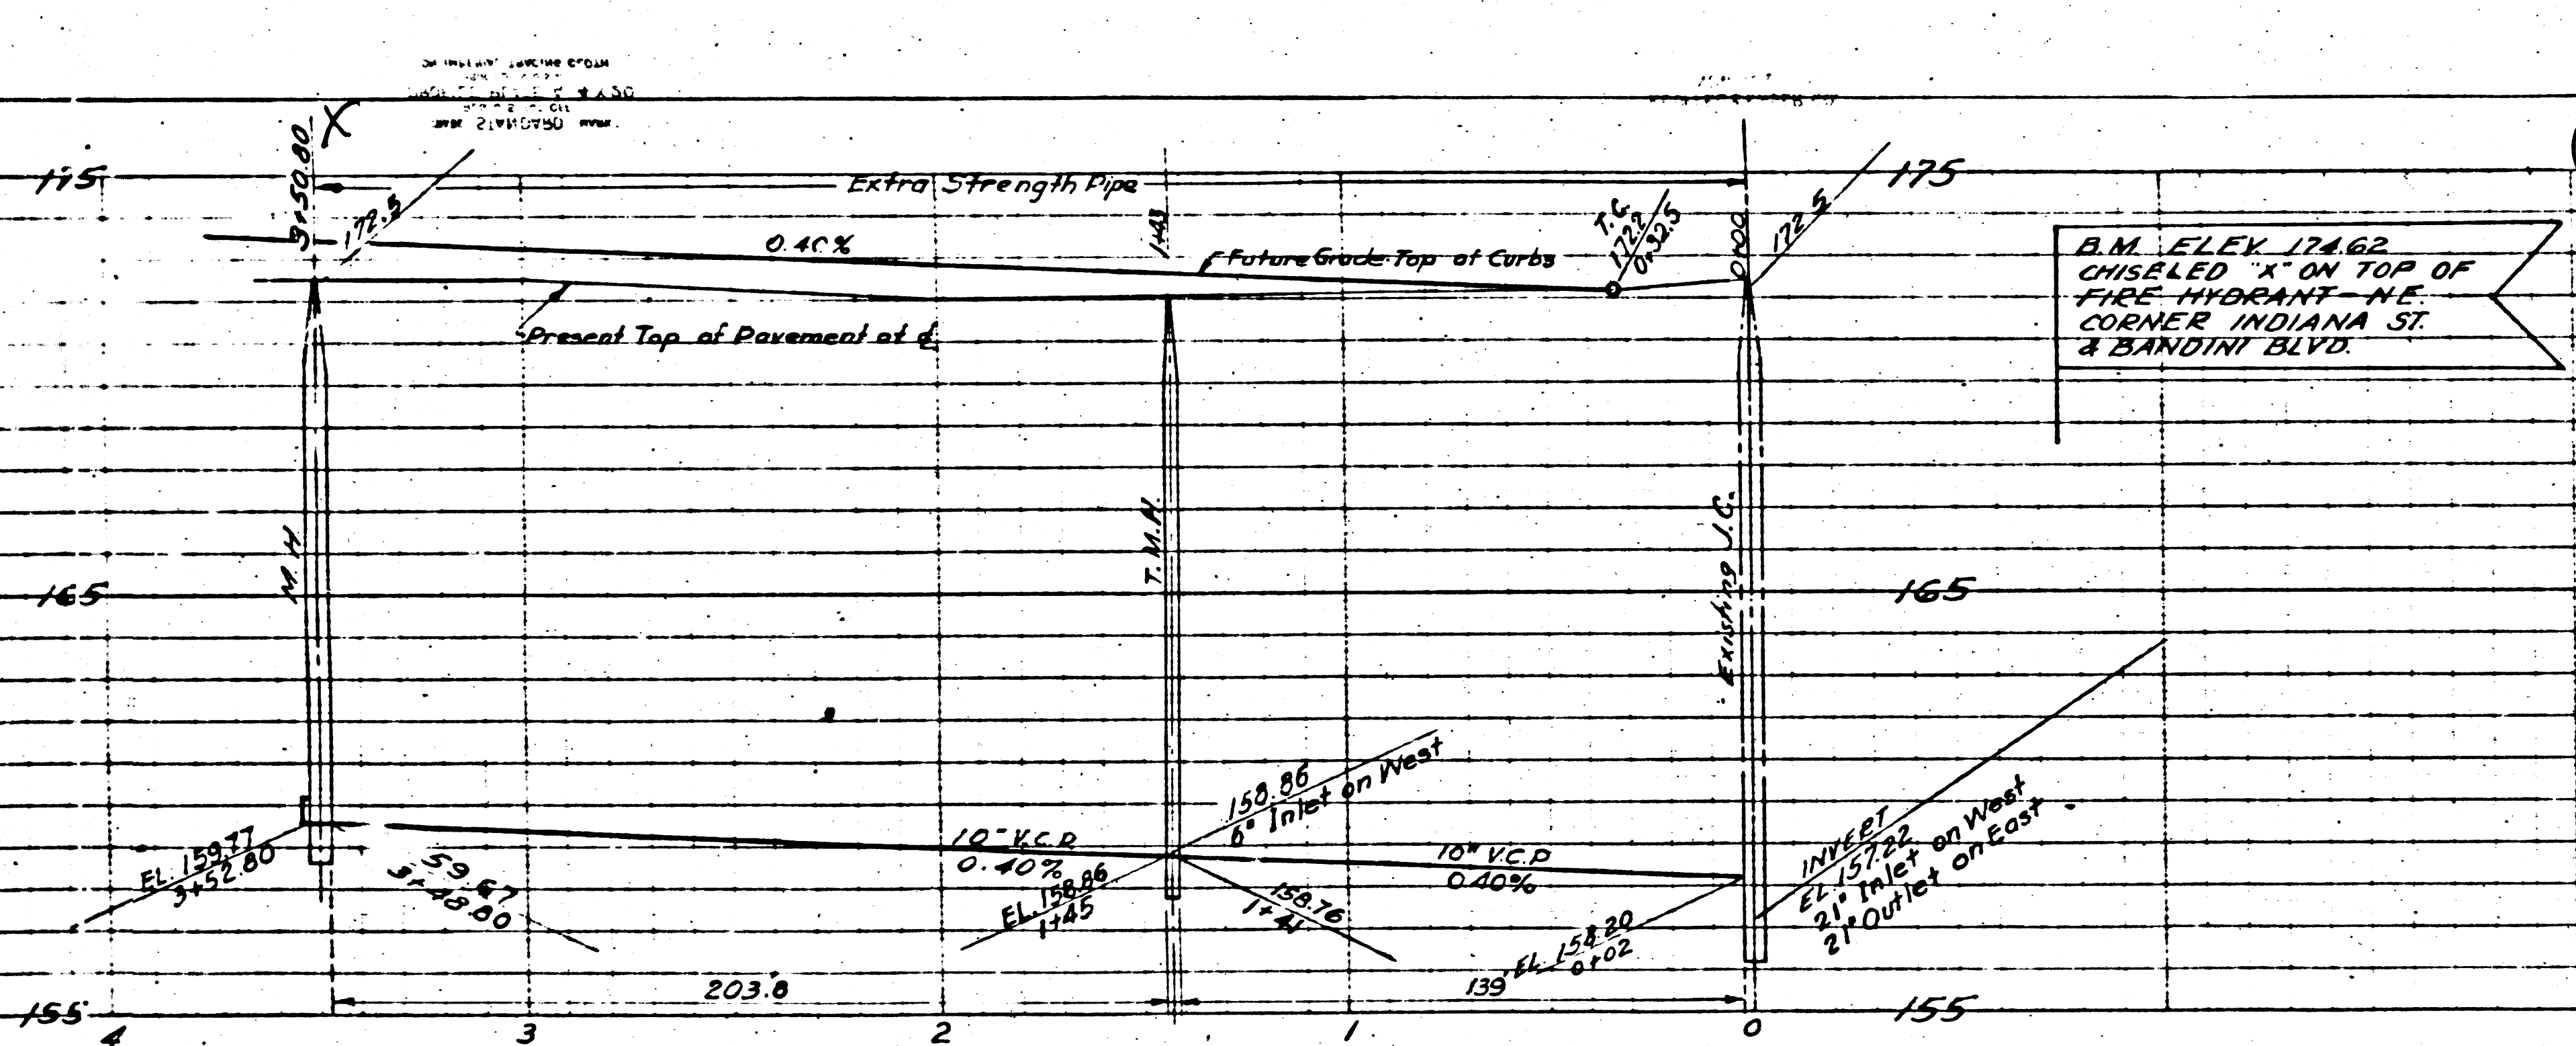 3+50.80
X
175
Extra Strength Pipe
175
172.5
1+43
T.C.
172.2
0+32.5
0+00
172.5
0.40%
Future Grade Top of Curbs
B.M. ELEV. 174.62
CHISELED "X" ON TOP OF
FIRE HYDRANT - N.E.
CORNER INDIANA ST.
& BANDINI BLVD.
Present Top of Pavement at ℄
M.H.
T.M.H.
Existing J.C.
165
165
158.86
6" Inlet on West
EL. 159.77
3+52.80
59.67
3+48.80
10" V.C.P.
0.40%
EL. 158.86
1+45
158.76
1+41
10" V.C.P.
0.40%
EL. 158.20
0+02
INVERT
EL. 157.22
21" Inlet on West
21" Outlet on East
203.8
139
155
155
4
3
2
1
0